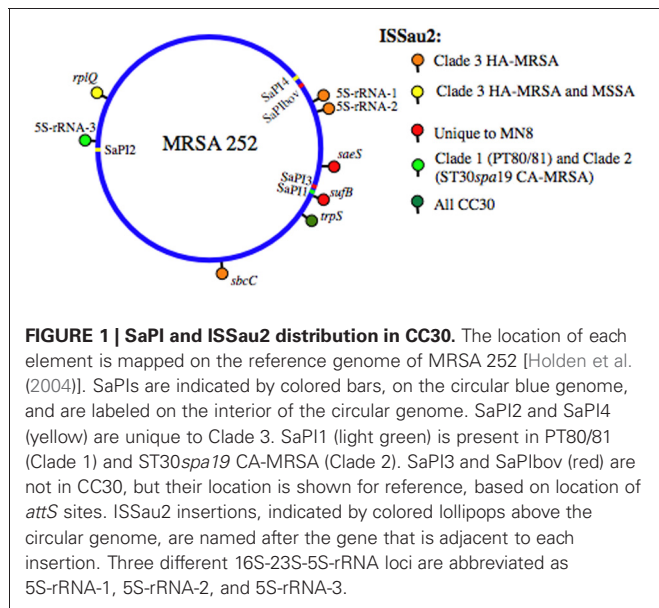 ISSau2:
Clade 3 HA-MRSA
Clade 3 HA-MRSA and MSSA
Unique to MN8
Clade 1 (PT80/81) and Clade 2
(ST30spa19 CA-MRSA)
All CC30
rplQ
5S-rRNA-3
SaPI2
MRSA 252
SaPI4
SaPIbov
5S-rRNA-1
5S-rRNA-2
saeS
SaPI3
SaPI1
sufB
trpS
sbcC
FIGURE 1 | SaPI and ISSau2 distribution in CC30. The location of each
element is mapped on the reference genome of MRSA 252 [Holden et al.
(2004)]. SaPIs are indicated by colored bars, on the circular blue genome,
and are labeled on the interior of the circular genome. SaPI2 and SaPI4
(yellow) are unique to Clade 3. SaPI1 (light green) is present in PT80/81
(Clade 1) and ST30spa19 CA-MRSA (Clade 2). SaPI3 and SaPIbov (red) are
not in CC30, but their location is shown for reference, based on location of
attS sites. ISSau2 insertions, indicated by colored lollipops above the
circular genome, are named after the gene that is adjacent to each
insertion. Three different 16S-23S-5S-rRNA loci are abbreviated as
5S-rRNA-1, 5S-rRNA-2, and 5S-rRNA-3.